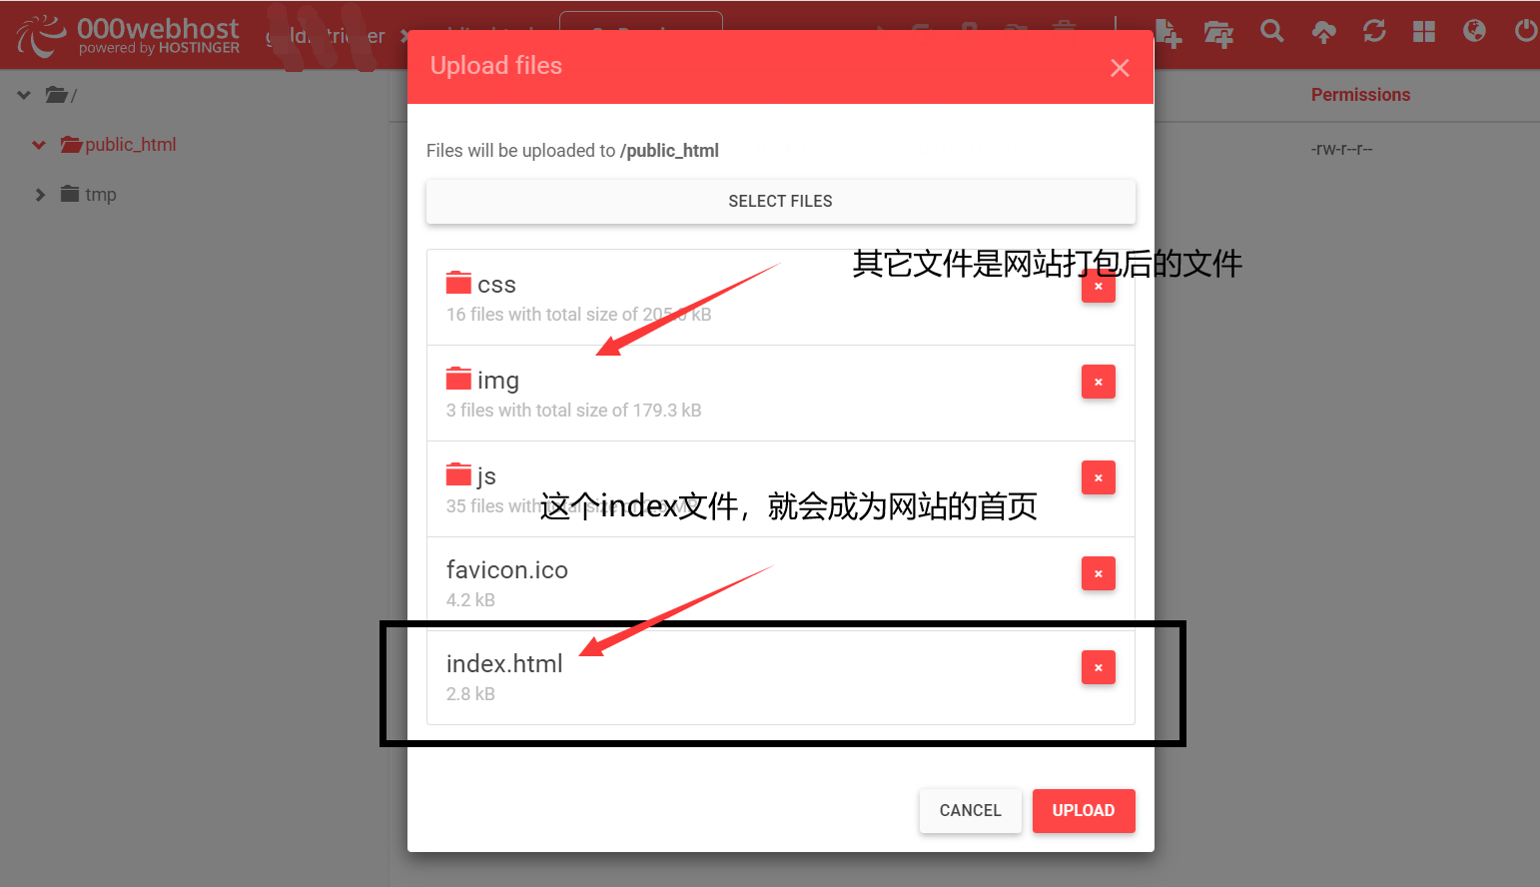 000webhost
powered by HOSTINGER
Upload files
/
Permissions
public_html
Files will be uploaded to /public_html
-rw-r--r--
tmp
SELECT FILES
其它文件是网站打包后的文件
css
16 files with total size of kB
img
3 files with total size of 179.3 kB
js
35 files with
这个index文件，就会成为网站的首页
favicon.ico
4.2 kB
index.html
2.8 kB
CANCEL
UPLOAD